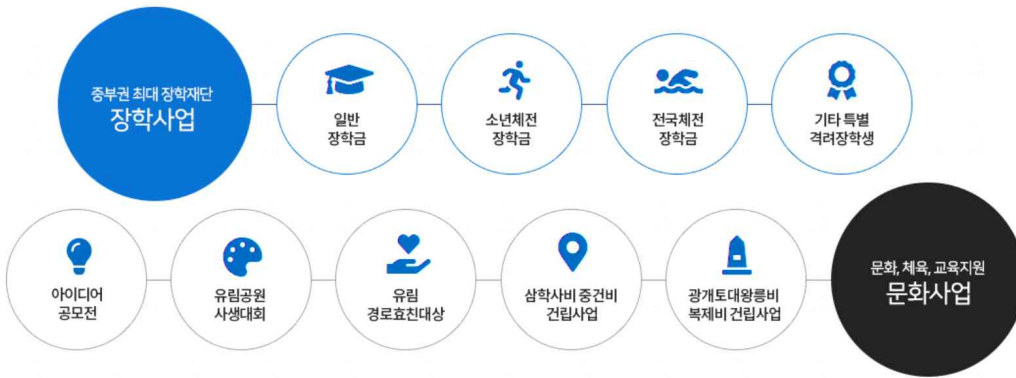 중부권 최대 장학재단
장학사업
일반
장학금
소년체전
장학금
전국체전
장학금
기타 특별
격려장학생
아이디어
공모전
유림공원
사생대회
유림
경로효친대상
삼학사비 중건비
건립사업
광개토대왕릉비
복제비 건립사업
문화, 체육, 교육지원
문화사업